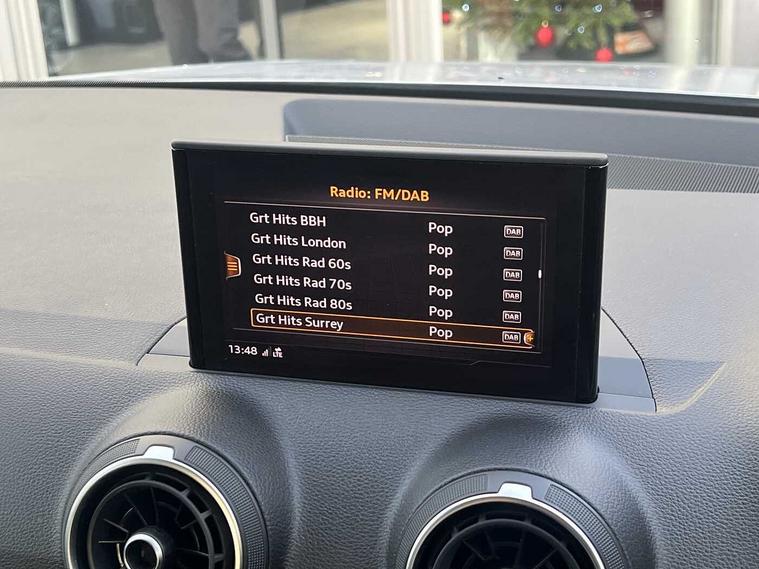 Radio: FM/DAB
Grt Hits BBH Pop DAB
Grt Hits London Pop DAB
Grt Hits Rad 60s Pop DAB
Grt Hits Rad 70s Pop DAB
Grt Hits Rad 80s Pop DAB
Grt Hits Surrey Pop DAB
13:48 LTE